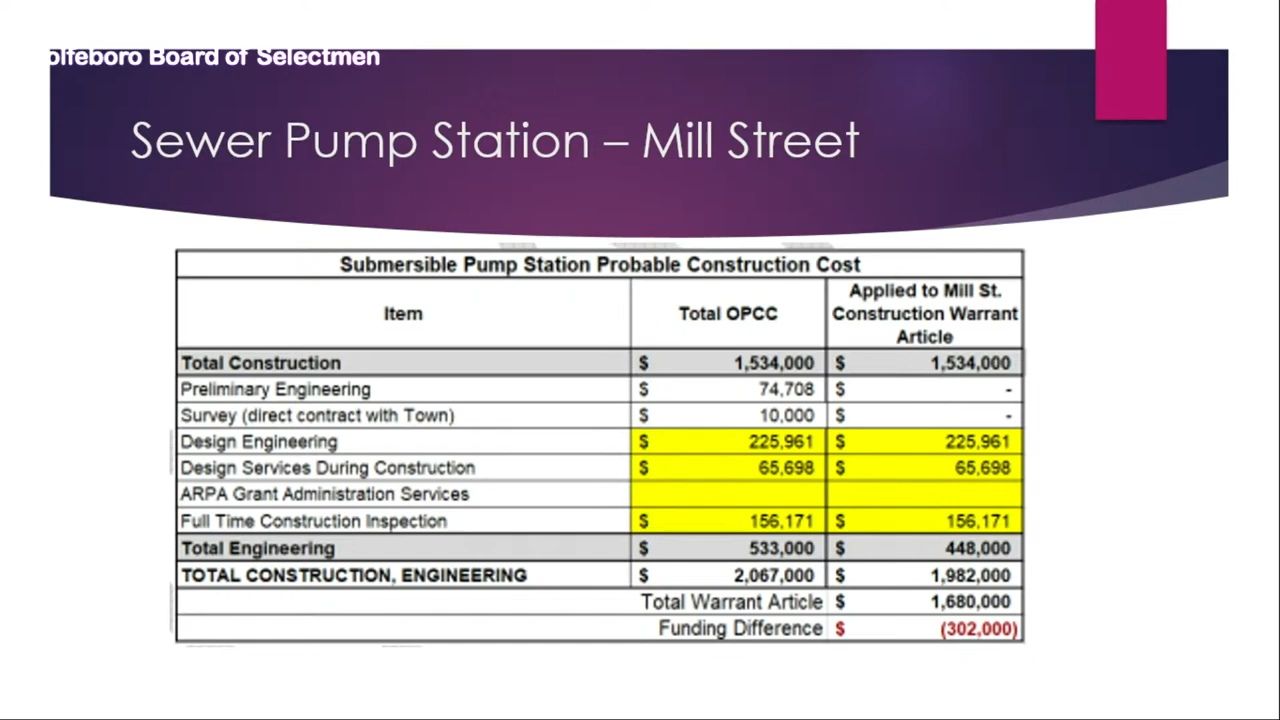 olfeboro Board of Selectmen
Sewer Pump Station – Mill Street
Submersible Pump Station Probable Construction Cost
Item Total OPCC Applied to Mill St. Construction Warrant Article
Total Construction $ 1,534,000 $ 1,534,000
Preliminary Engineering $ 74,708 $ -
Survey (direct contract with Town) $ 10,000 $ -
Design Engineering $ 225,961 $ 225,961
Design Services During Construction $ 65,698 $ 65,698
ARPA Grant Administration Services
Full Time Construction Inspection $ 156,171 $ 156,171
Total Engineering $ 533,000 $ 448,000
TOTAL CONSTRUCTION, ENGINEERING $ 2,067,000 $ 1,982,000
Total Warrant Article $ 1,680,000
Funding Difference $ (302,000)